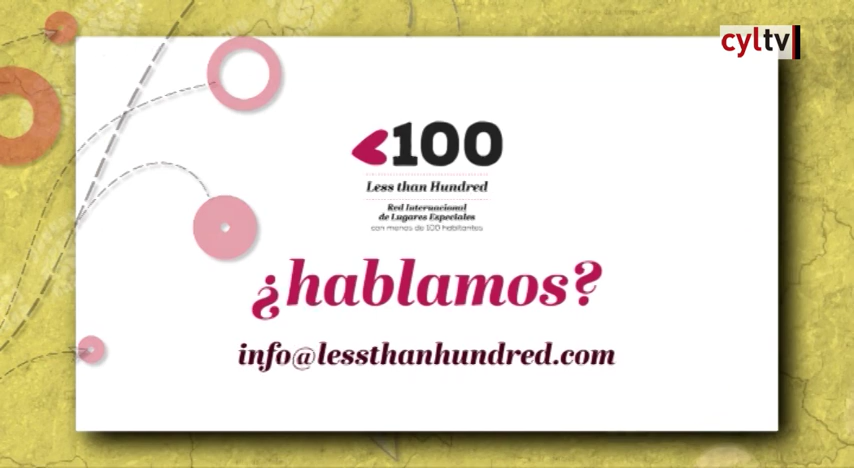 cyltv
<100
Less than Hundred
Red Internacional
de Lugares Especiales
con menos de 100 habitantes
¿hablamos?
info@lessthanhundred.com